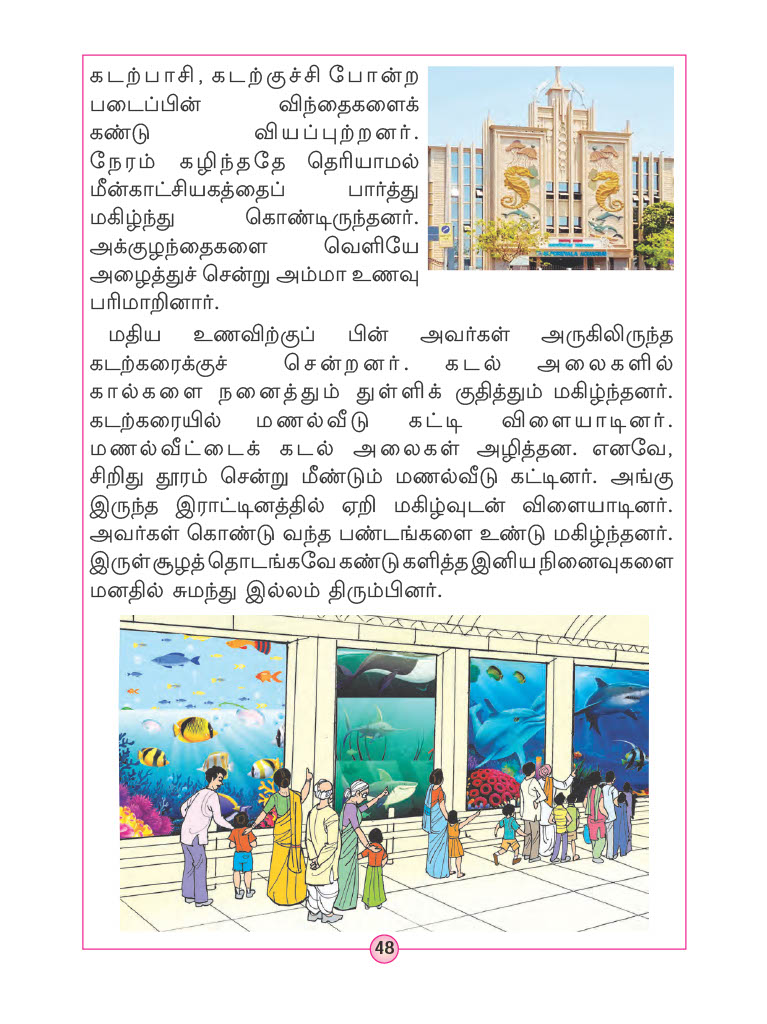 கடற்பாசி, கடற்குச்சி போன்ற
படைப்பின் விந்தைகளைக்
கண்டு வியப்புற்றனர்.
நேரம் கழிந்ததே தெரியாமல்
மீன்காட்சியகத்தைப் பார்த்து
மகிழ்ந்து கொண்டிருந்தனர்.
அக்குழந்தைகளை வெளியே
அழைத்துச் சென்று அம்மா உணவு
பரிமாறினார்.
மதிய உணவிற்குப் பின் அவர்கள் அருகிலிருந்த
கடற்கரைக்குச் சென்றனர். கடல் அலைகளில்
கால்களை நனைத்தும் துள்ளிக் குதித்தும் மகிழ்ந்தனர்.
கடற்கரையில் மணல்வீடு கட்டி விளையாடினர்.
மணல்வீட்டைக் கடல் அலைகள் அழித்தன. எனவே,
சிறிது தூரம் சென்று மீண்டும் மணல்வீடு கட்டினர். அங்கு
இருந்த இராட்டினத்தில் ஏறி மகிழ்வுடன் விளையாடினர்.
அவர்கள் கொண்டு வந்த பண்டங்களை உண்டு மகிழ்ந்தனர்.
இருள்சூழத் தொடங்கவே கண்டு களித்த இனிய நினைவுகளை
மனதில் சுமந்து இல்லம் திரும்பினர்.
48